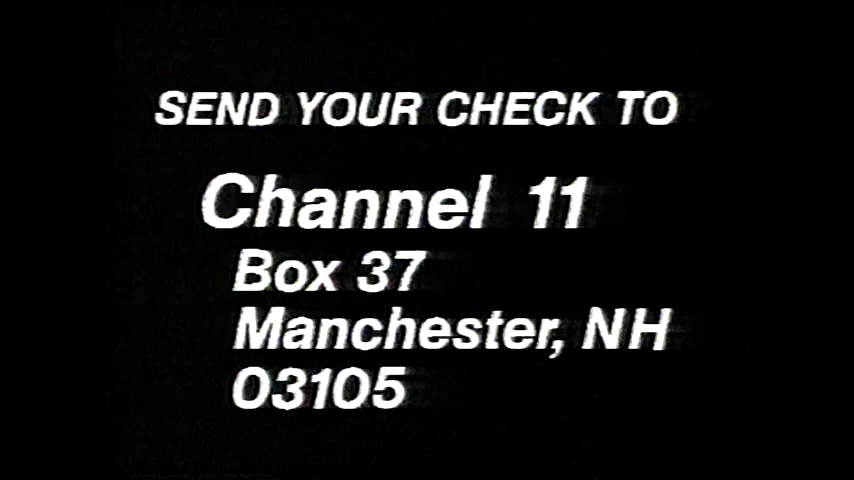 SEND YOUR CHECK TO
Channel 11
Box 37
Manchester, NH
03105